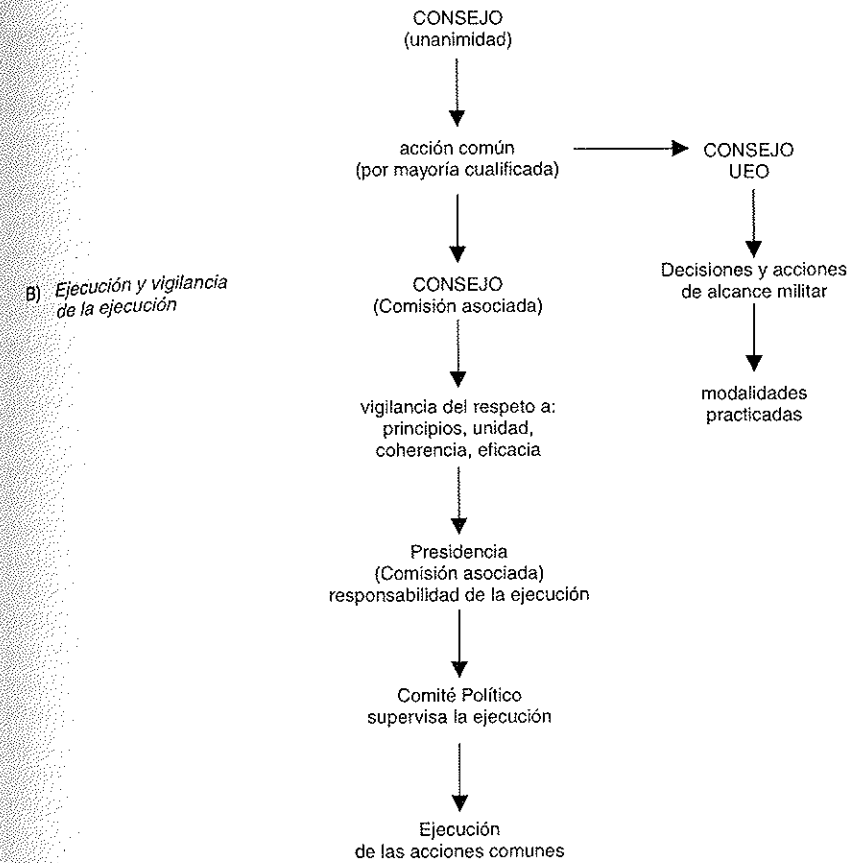 CONSEJO
(unanimidad)
acción común
(por mayoría cualificada)
CONSEJO
UEO
B) Ejecución y vigilancia
de la ejecución
CONSEJO
(Comisión asociada)
Decisiones y acciones
de alcance militar
vigilancia del respeto a:
principios, unidad,
coherencia, eficacia
modalidades
practicadas
Presidencia
(Comisión asociada)
responsabilidad de la ejecución
Comité Político
supervisa la ejecución
Ejecución
de las acciones comunes